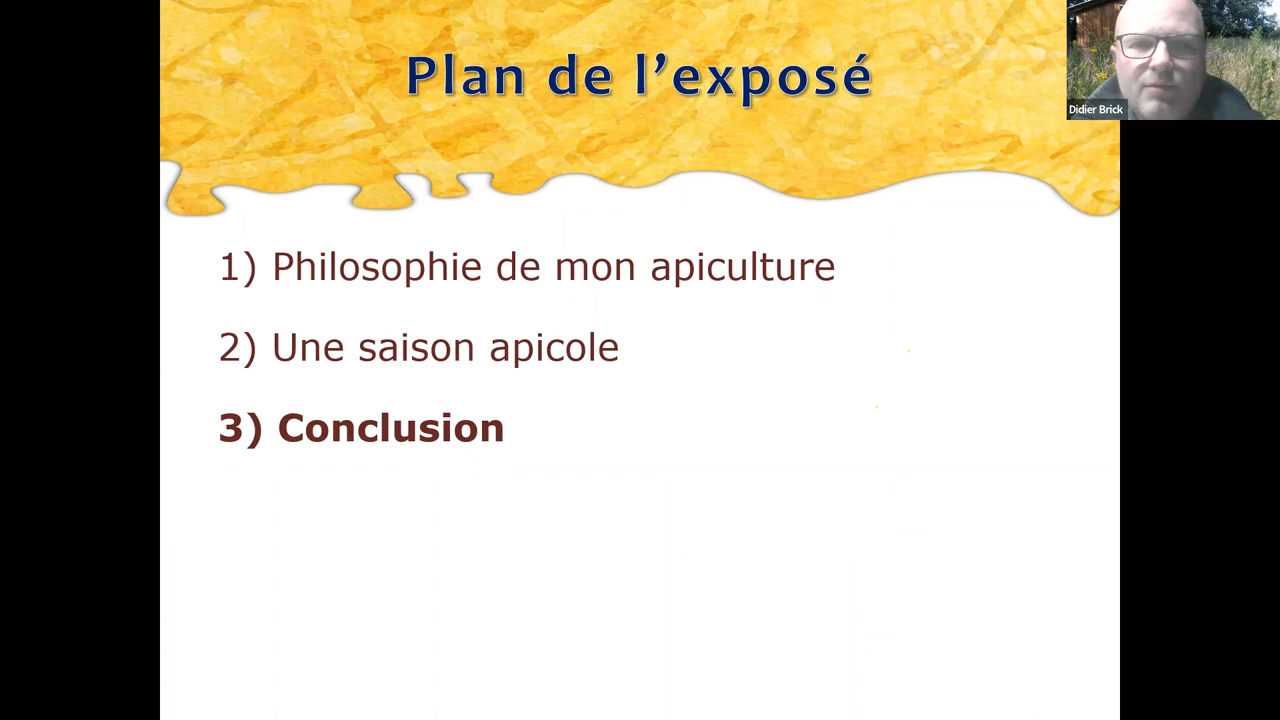 Plan de l’exposé
Didier Brick
1) Philosophie de mon apiculture
2) Une saison apicole
3) Conclusion